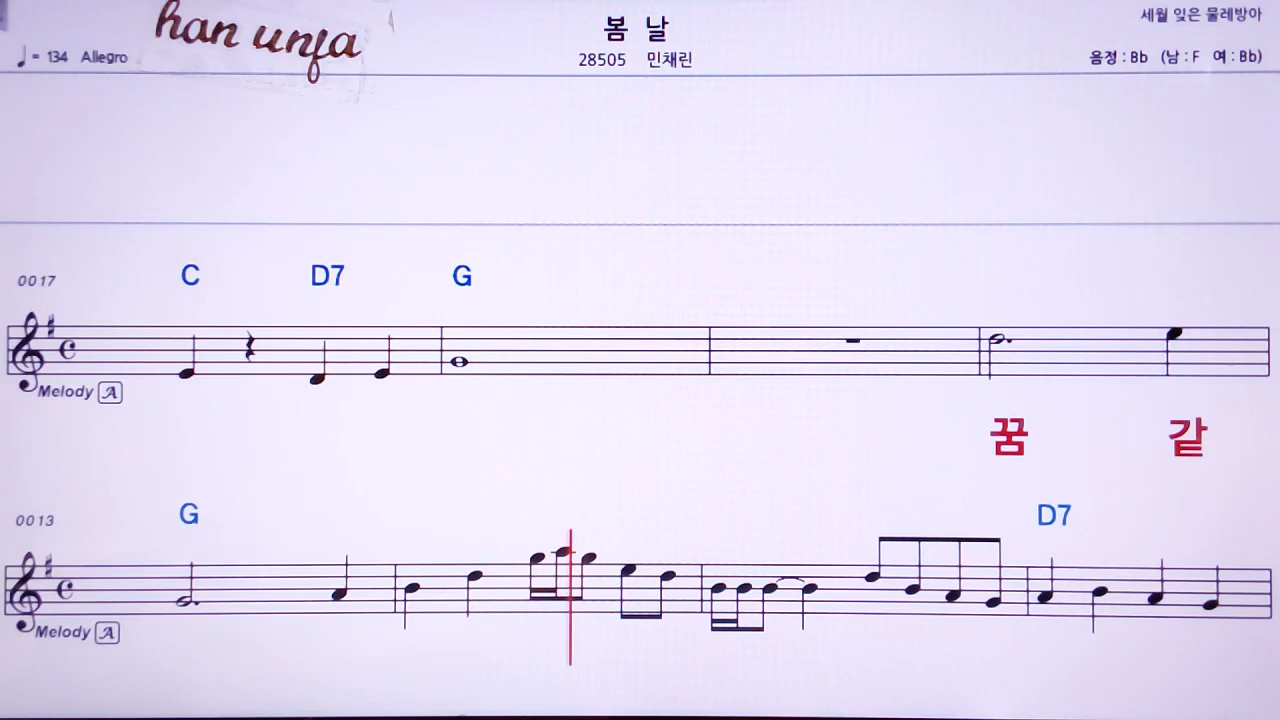 han unja
봄 날
세월 잊은 물레방아
♩= 134 Allegro
28505 민채린
음정 : Bb (남 : F 여 : Bb)
0017 C D7 G
Melody A
꿈 같
0013 G D7
Melody A